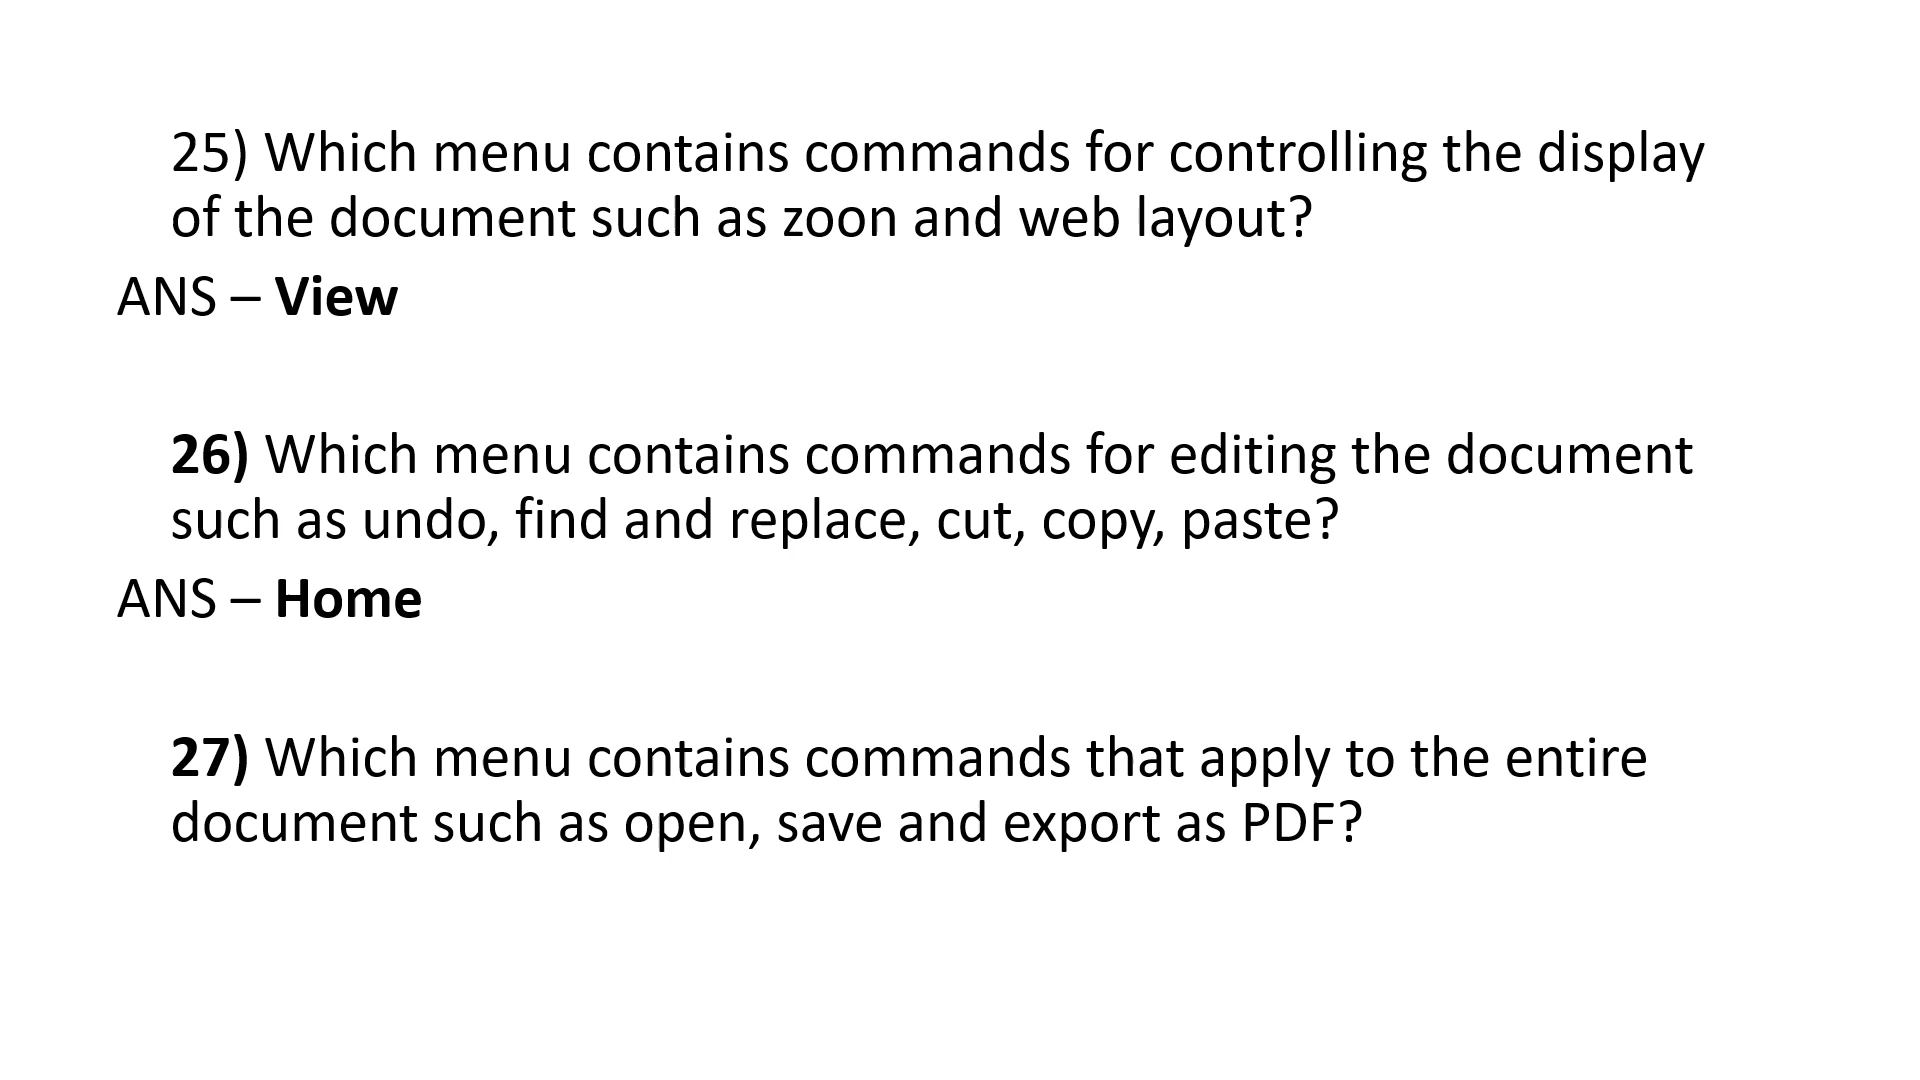 25) Which menu contains commands for controlling the display
of the document such as zoon and web layout?
ANS – View
26) Which menu contains commands for editing the document
such as undo, find and replace, cut, copy, paste?
ANS – Home
27) Which menu contains commands that apply to the entire
document such as open, save and export as PDF?